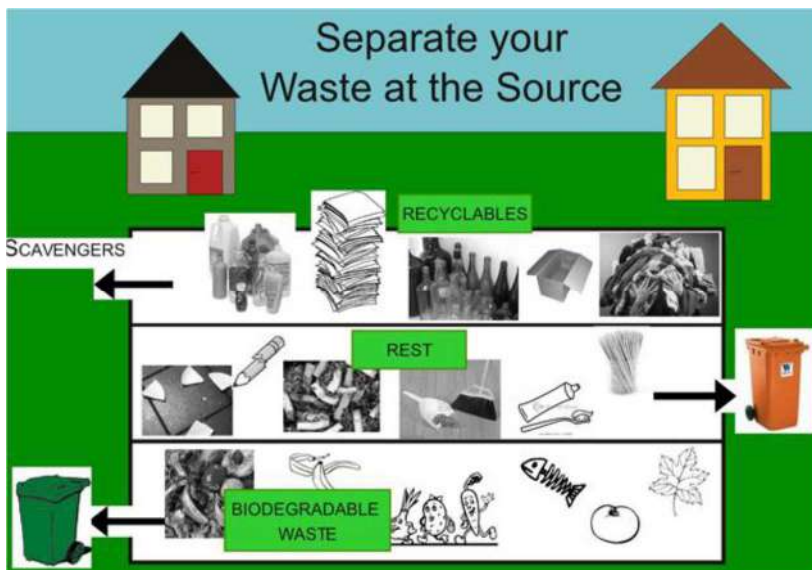 Separate your
Waste at the Source
RECYCLABLES
SCAVENGERS
REST
BIODEGRADABLE
WASTE